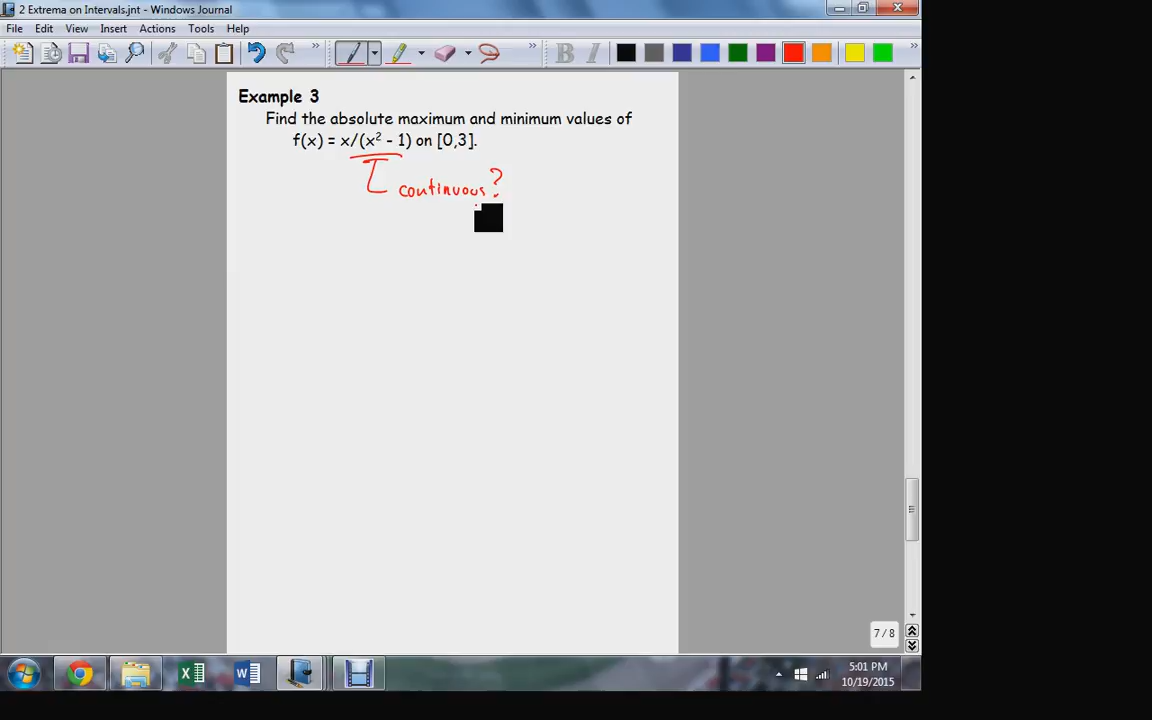 2 Extrema on Intervals.jnt - Windows Journal
File Edit View Insert Actions Tools Help
B I
Example 3
Find the absolute maximum and minimum values of
f(x) = x/(x² - 1) on [0,3].
continuous?
7 / 8
5:01 PM
10/19/2015